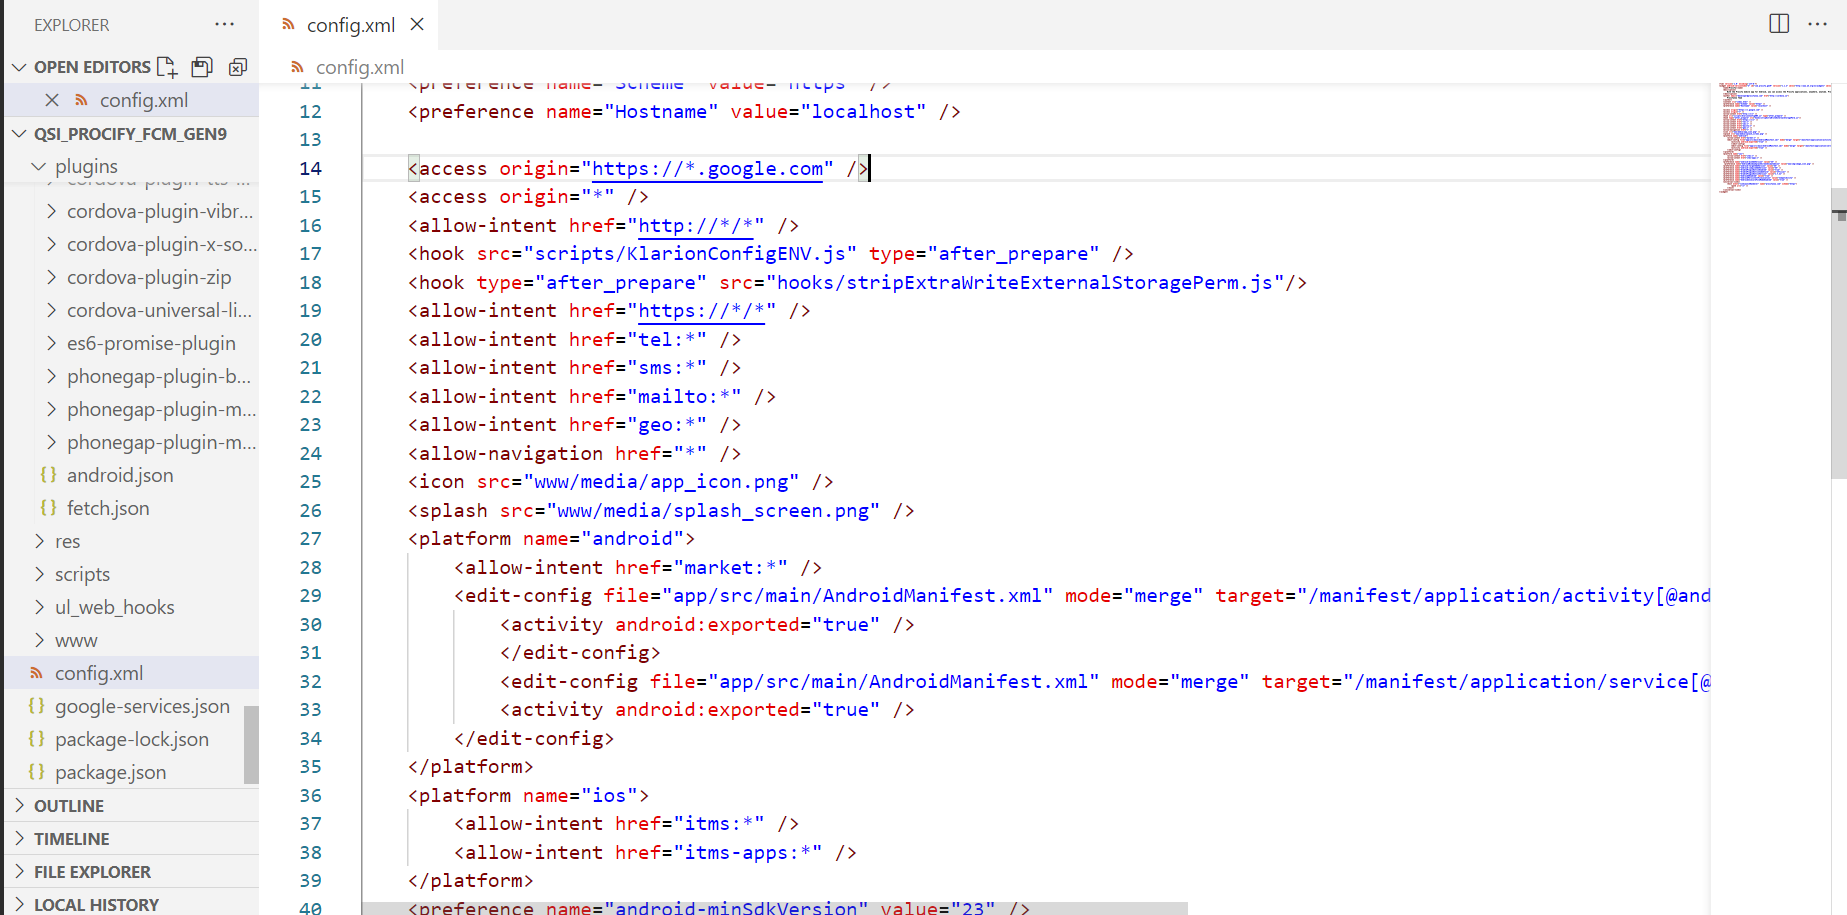 EXPLORER
···
OPEN EDITORS
config.xml
QSI_PROCIFY_FCM_GEN9
plugins
cordova-plugin-tts-...
cordova-plugin-vibr...
cordova-plugin-x-so...
cordova-plugin-zip
cordova-universal-li...
es6-promise-plugin
phonegap-plugin-b...
phonegap-plugin-m...
phonegap-plugin-m...
{} android.json
{} fetch.json
res
scripts
ul_web_hooks
www
config.xml
{} google-services.json
{} package-lock.json
{} package.json
OUTLINE
TIMELINE
FILE EXPLORER
LOCAL HISTORY
config.xml
···
config.xml
11 <preference name="Scheme" value="https" />
12 <preference name="Hostname" value="localhost" />
13
14 <access origin="https://*.google.com" />
15 <access origin="*" />
16 <allow-intent href="http://*/*" />
17 <hook src="scripts/KlarionConfigENV.js" type="after_prepare" />
18 <hook type="after_prepare" src="hooks/stripExtraWriteExternalStoragePerm.js"/>
19 <allow-intent href="https://*/*" />
20 <allow-intent href="tel:*" />
21 <allow-intent href="sms:*" />
22 <allow-intent href="mailto:*" />
23 <allow-intent href="geo:*" />
24 <allow-navigation href="*" />
25 <icon src="www/media/app_icon.png" />
26 <splash src="www/media/splash_screen.png" />
27 <platform name="android">
28 <allow-intent href="market:*" />
29 <edit-config file="app/src/main/AndroidManifest.xml" mode="merge" target="/manifest/application/activity[@and
30 <activity android:exported="true" />
31 </edit-config>
32 <edit-config file="app/src/main/AndroidManifest.xml" mode="merge" target="/manifest/application/service[@
33 <activity android:exported="true" />
34 </edit-config>
35 </platform>
36 <platform name="ios">
37 <allow-intent href="itms:*" />
38 <allow-intent href="itms-apps:*" />
39 </platform>
40 <preference name="android-minSdkVersion" value="23" />